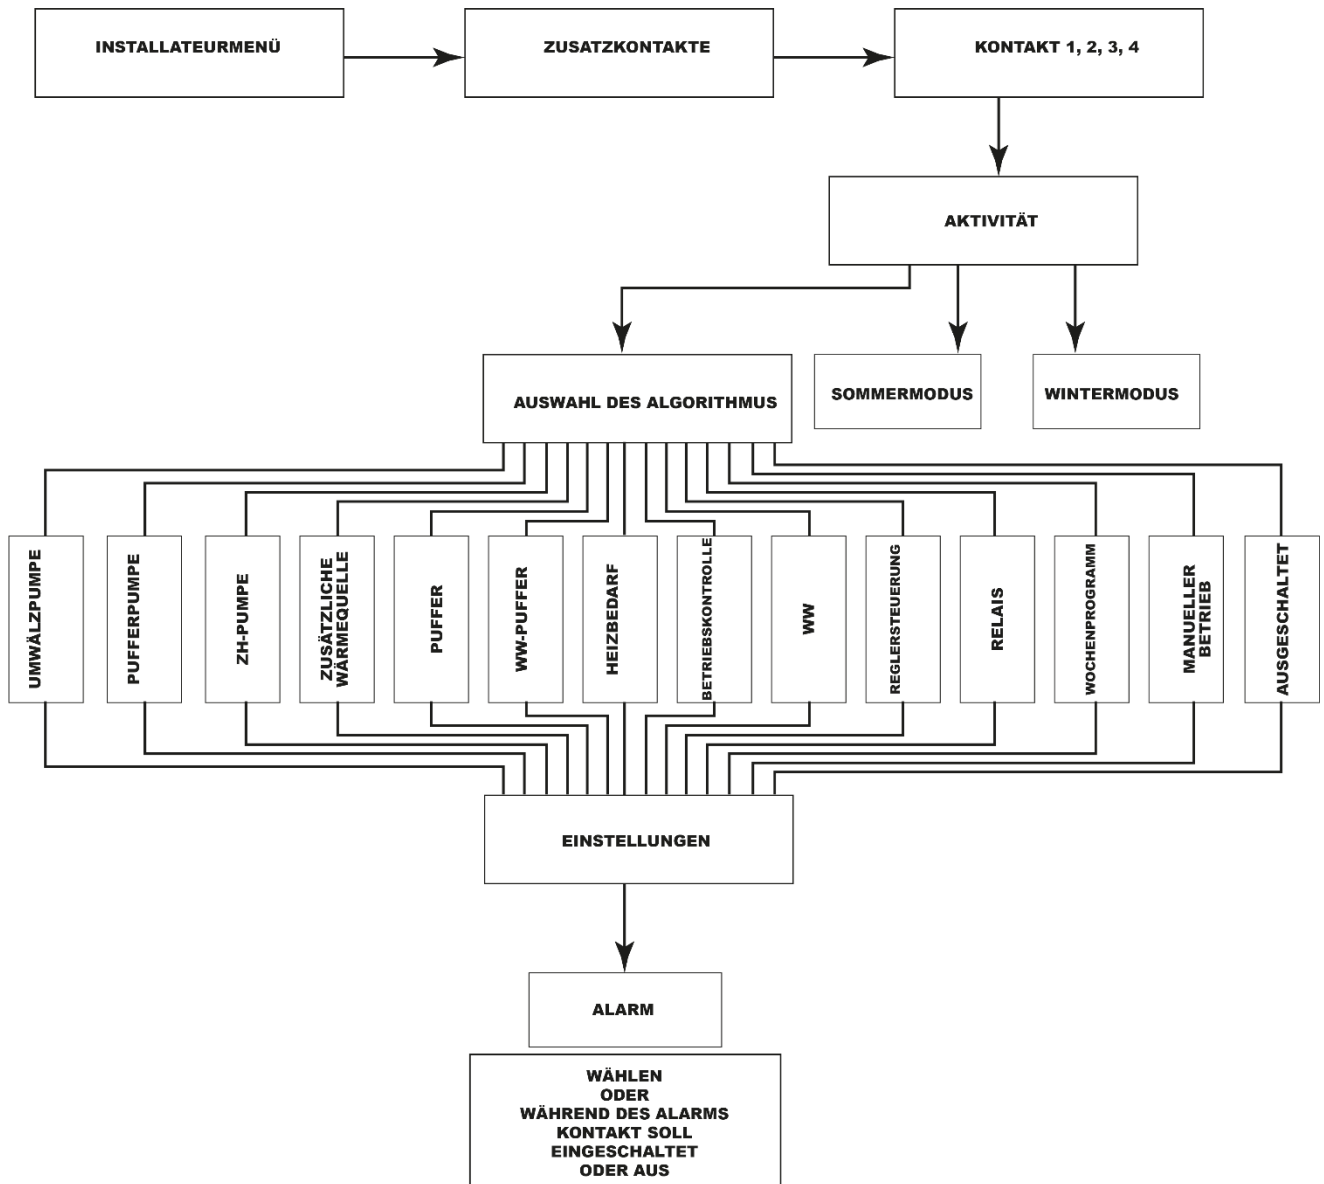 INSTALLATEURMENÜ
ZUSATZKONTAKTE
KONTAKT 1, 2, 3, 4
AKTIVITÄT
AUSWAHL DES ALGORITHMUS
SOMMERMODUS
WINTERMODUS
UMWÄLZPUMPE
PUFFERPUMPE
ZH-PUMPE
ZUSÄTZLICHE
WÄRMEQUELLE
PUFFER
WW-PUFFER
HEIZBEDARF
BETRIEBSKONTROLLE
WW
REGLERSTEUERUNG
RELAIS
WOCHENPROGRAMM
MANUELLER
BETRIEB
AUSGESCHALTET
EINSTELLUNGEN
ALARM
WÄHLEN
ODER
WÄHREND DES ALARMS
KONTAKT SOLL
EINGESCHALTET
ODER AUS